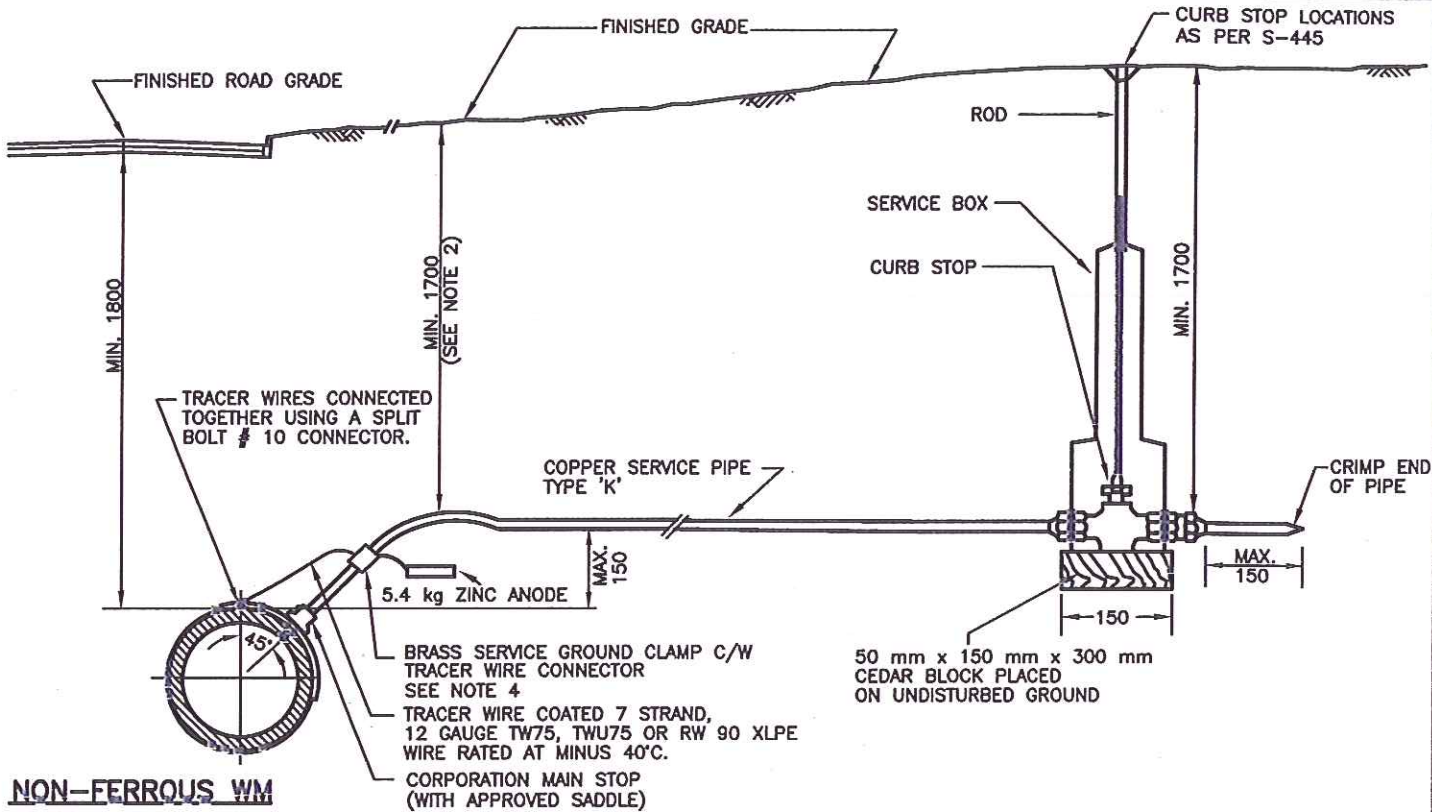 FINISHED GRADE
CURB STOP LOCATIONS
AS PER S-445
FINISHED ROAD GRADE
ROD
SERVICE BOX
MIN. 1800
MIN. 1700
(SEE NOTE 2)
CURB STOP
MIN. 1700
TRACER WIRES CONNECTED
TOGETHER USING A SPLIT
BOLT # 10 CONNECTOR.
COPPER SERVICE PIPE
TYPE 'K'
CRIMP END
OF PIPE
MAX.
150
MAX.
150
5.4 kg ZINC ANODE
45°
150
BRASS SERVICE GROUND CLAMP C/W
TRACER WIRE CONNECTOR
SEE NOTE 4
50 mm x 150 mm x 300 mm
CEDAR BLOCK PLACED
ON UNDISTURBED GROUND
TRACER WIRE COATED 7 STRAND,
12 GAUGE TW75, TWU75 OR RW 90 XLPE
WIRE RATED AT MINUS 40°C.
CORPORATION MAIN STOP
(WITH APPROVED SADDLE)
NON-FERROUS WM